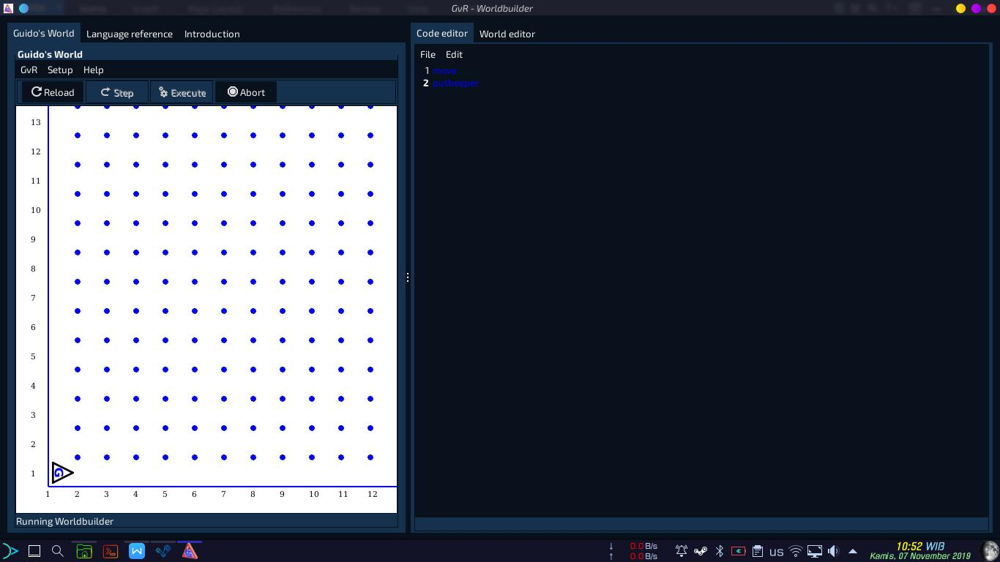 GvR - Worldbuilder
Guido's World Language reference Introduction
Guido's World
GvR Setup Help
Reload Step Execute Abort
13
12
11
10
9
8
7
6
5
4
3
2
1
G
1 2 3 4 5 6 7 8 9 10 11 12
Running Worldbuilder
Code editor World editor
File Edit
1 move
2 putbeeper
0.0 B/s
0.0 B/s
us
10:52 WIB
Kamis, 07 November 2019